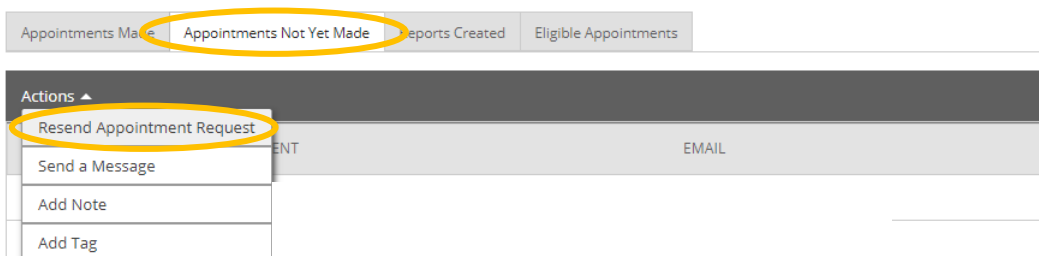 Appointments Made Appointments Not Yet Made Reports Created Eligible Appointments
Actions
Resend Appointment Request
EMAIL
Send a Message
Add Note
Add Tag